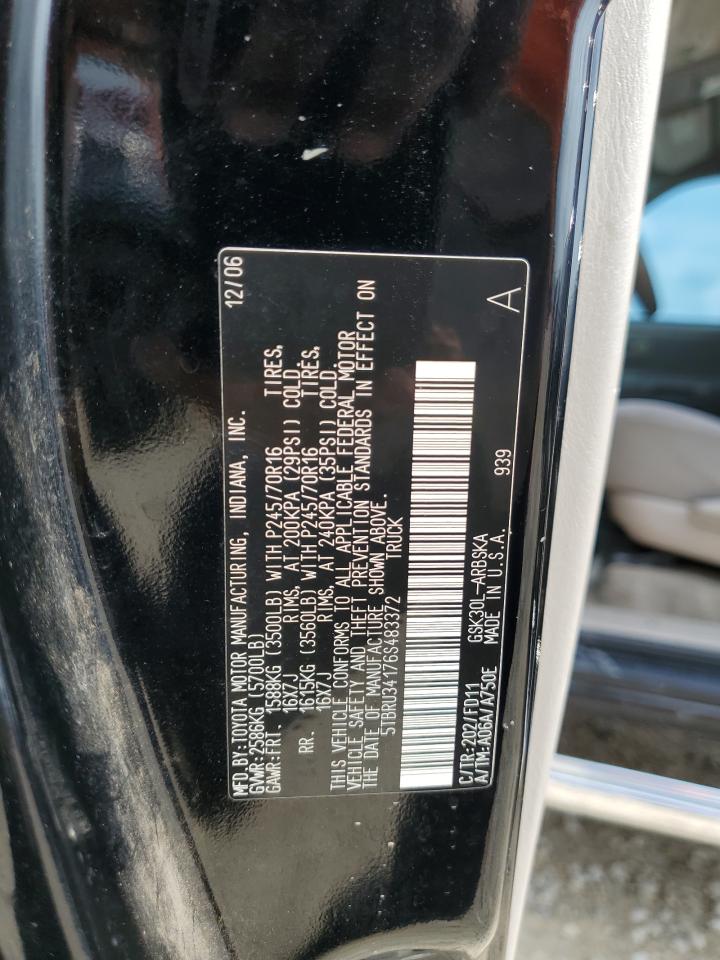 MFD.BY:TOYOTA MOTOR MANUFACTURING, INDIANA, INC. 12/06
GVWR:2588KG (5700LB)
GAWR:FRT. 1588KG (3500LB) WITH P245/70R16 TIRES,
16X7J RIMS, AT 200KPA (29PSI) COLD.
RR. 1615KG (3560LB) WITH P245/70R16 TIRES,
16X7J RIMS, AT 240KPA (35PSI) COLD.
THIS VEHICLE CONFORMS TO ALL APPLICABLE FEDERAL MOTOR
VEHICLE SAFETY AND THEFT PREVENTION STANDARDS IN EFFECT ON
THE DATE OF MANUFACTURE SHOWN ABOVE.
5TBRU34176S483372 TRUCK
C/TR:202/FD11 GSK30L-ARBSKA
A/TM:A06A/A750E MADE IN U.S.A. 939 A